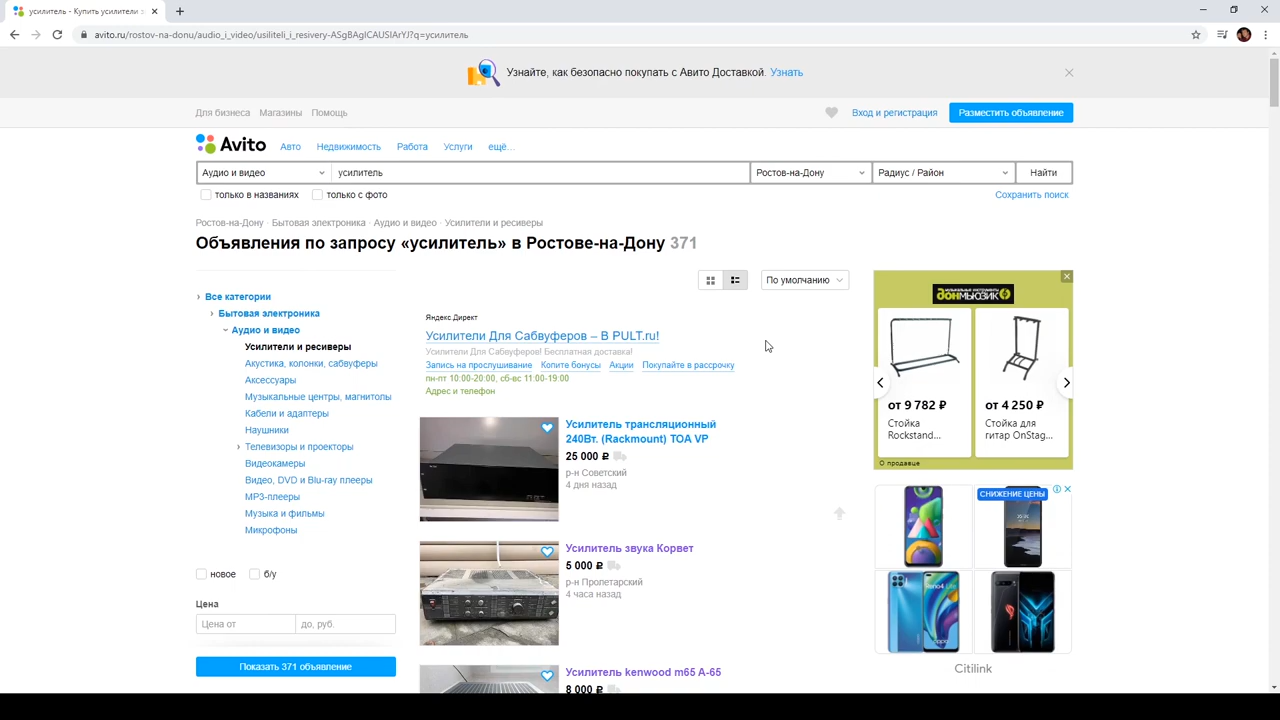 усилитель - Купить усилители з
avito.ru/rostov-na-donu/audio_i_video/usiliteli_i_resivery-ASgBAgICAUSIArYJ?q=усилитель
Узнайте, как безопасно покупать с Авито Доставкой. Узнать
Для бизнеса Магазины Помощь
Вход и регистрация Разместить объявление
Avito Авто Недвижимость Работа Услуги ещё...
Аудио и видео усилитель Ростов-на-Дону Радиус / Район Найти
только в названиях только с фото Сохранить поиск
Ростов-на-Дону · Бытовая электроника · Аудио и видео · Усилители и ресиверы
Объявления по запросу «усилитель» в Ростове-на-Дону 371
По умолчанию
Все категории
Бытовая электроника
Аудио и видео
Усилители и ресиверы
Акустика, колонки, сабвуферы
Аксессуары
Музыкальные центры, магнитолы
Кабели и адаптеры
Наушники
Телевизоры и проекторы
Видеокамеры
Видео, DVD и Blu-ray плееры
MP3-плееры
Музыка и фильмы
Микрофоны
новое б/у
Цена
Цена от до, руб.
Показать 371 объявление
Яндекс.Директ
Усилители Для Сабвуферов – В PULT.ru!
Усилители Для Сабвуферов! Бесплатная доставка!
Запись на прослушивание Копите бонусы Акции Покупайте в рассрочку
пн-пт 10:00-20:00, сб-вс 11:00-19:00
Адрес и телефон
Усилитель трансляционный
240Вт. (Rackmount) TOA VP
25 000 ₽
р-н Советский
4 дня назад
Усилитель звука Корвет
5 000 ₽
р-н Пролетарский
4 часа назад
Усилитель kenwood m65 A-65
8 000 ₽
музыкальные инструменты
ДОНМЬЮЗИК
от 9 782 ₽ от 4 250 ₽
Стойка Стойка для
Rockstand... гитар OnStag...
О продавце
СНИЖЕНИЕ ЦЕНЫ
Citilink